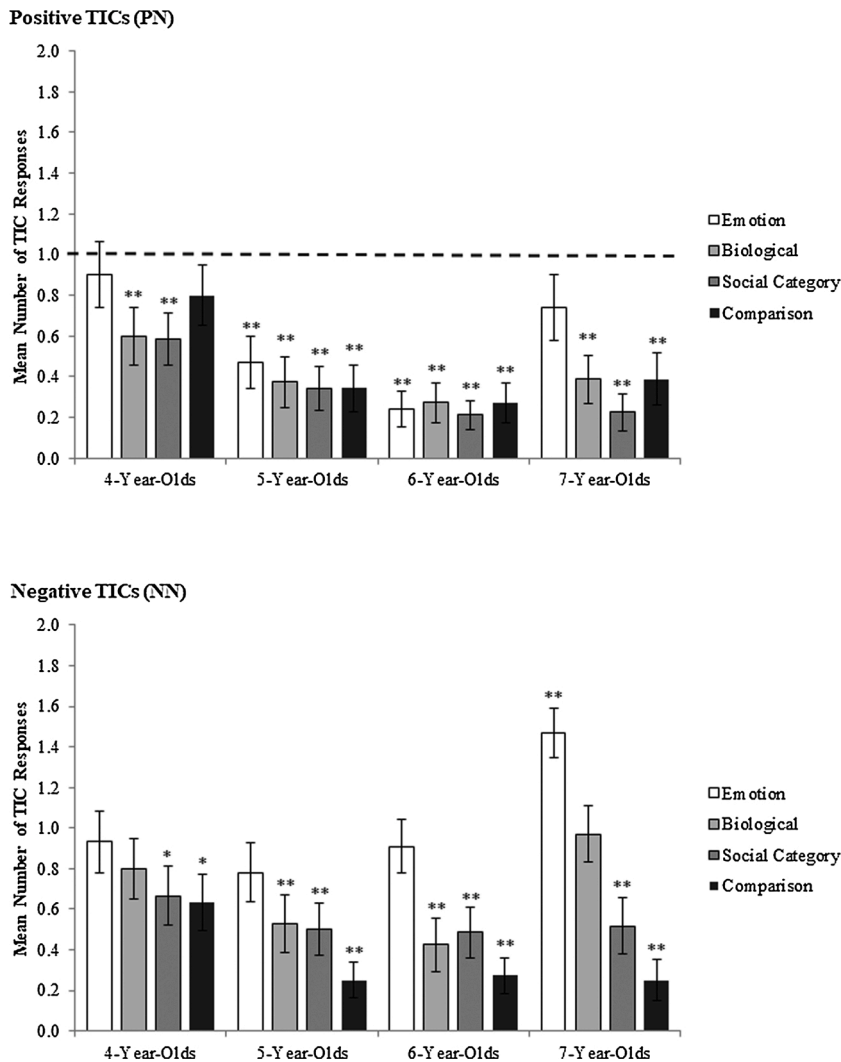 Positive TICs (PN)
2.0
1.8
1.6
1.4
1.2
1.0
0.8
0.6
0.4
0.2
0.0
Mean Number of TIC Responses
** **
** ** ** **
** ** ** **
** ** **
4-Year-Olds 5-Year-Olds 6-Year-Olds 7-Year-Olds
Emotion
Biological
Social Category
Comparison
Negative TICs (NN)
2.0
1.8
1.6
1.4
1.2
1.0
0.8
0.6
0.4
0.2
0.0
Mean Number of TIC Responses
* *
** ** **
** ** **
** ** **
4-Year-Olds 5-Year-Olds 6-Year-Olds 7-Year-Olds
Emotion
Biological
Social Category
Comparison